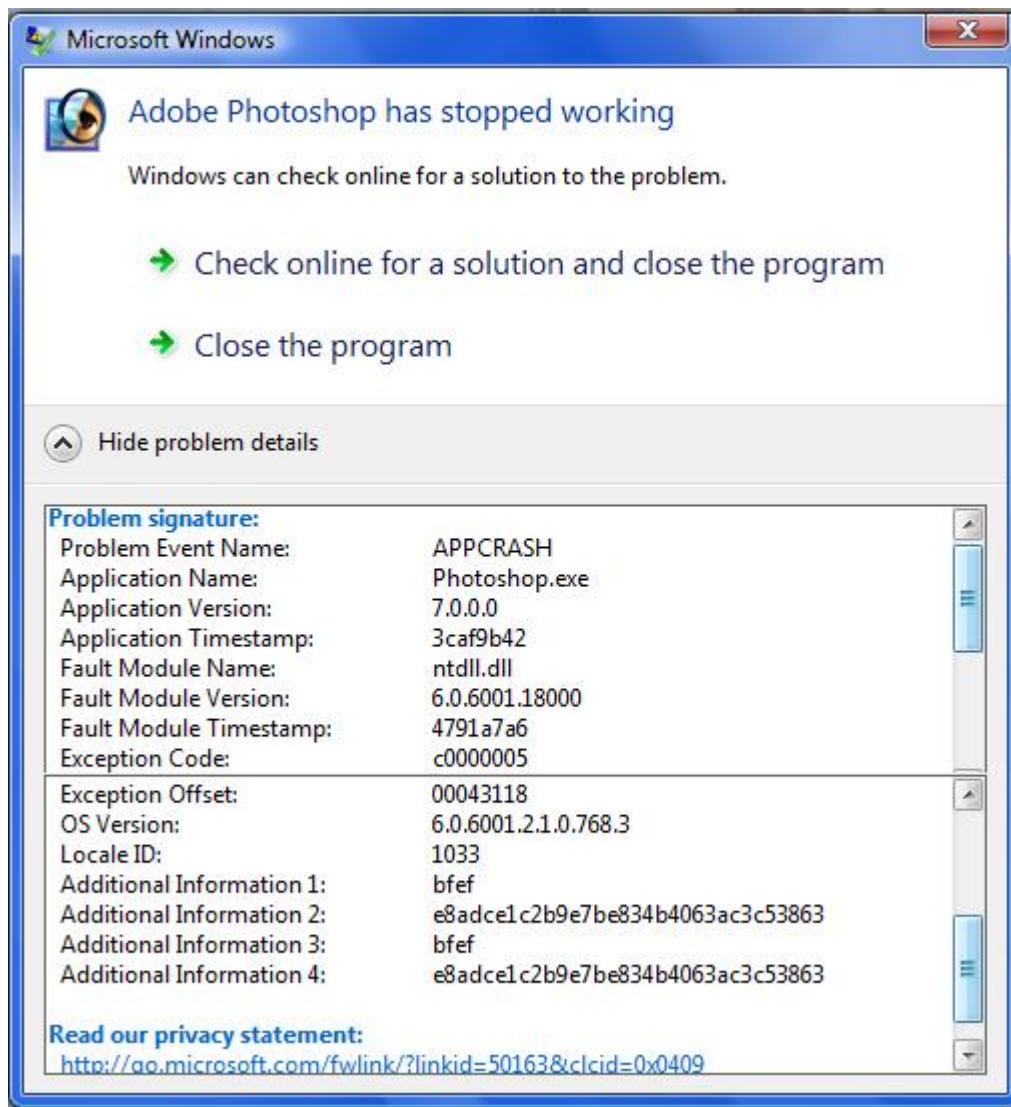 Microsoft Windows
Adobe Photoshop has stopped working
Windows can check online for a solution to the problem.
Check online for a solution and close the program
Close the program
Hide problem details
Problem signature:
Problem Event Name: APPCRASH
Application Name: Photoshop.exe
Application Version: 7.0.0.0
Application Timestamp: 3caf9b42
Fault Module Name: ntdll.dll
Fault Module Version: 6.0.6001.18000
Fault Module Timestamp: 4791a7a6
Exception Code: c0000005
Exception Offset: 00043118
OS Version: 6.0.6001.2.1.0.768.3
Locale ID: 1033
Additional Information 1: bfef
Additional Information 2: e8adce1c2b9e7be834b4063ac3c53863
Additional Information 3: bfef
Additional Information 4: e8adce1c2b9e7be834b4063ac3c53863
Read our privacy statement:
http://go.microsoft.com/fwlink/?linkid=50163&clcid=0x0409